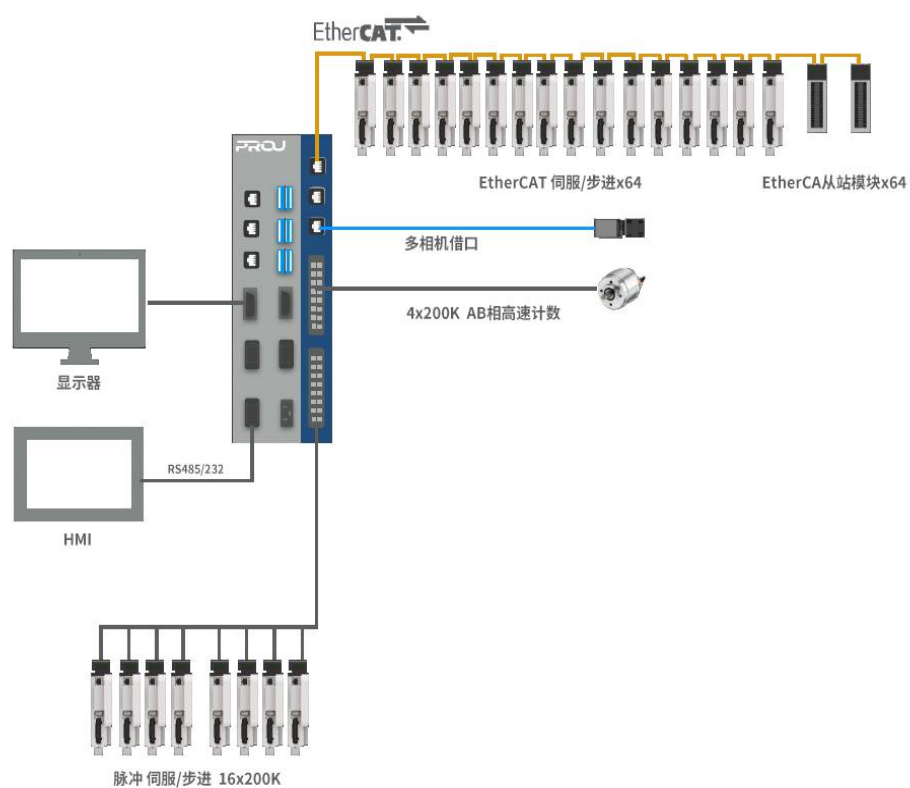 EtherCAT
PROU
EtherCAT 伺服/步进x64
EtherCA从站模块x64
多相机借口
4x200K AB相高速计数
显示器
RS485/232
HMI
脉冲 伺服/步进 16x200K